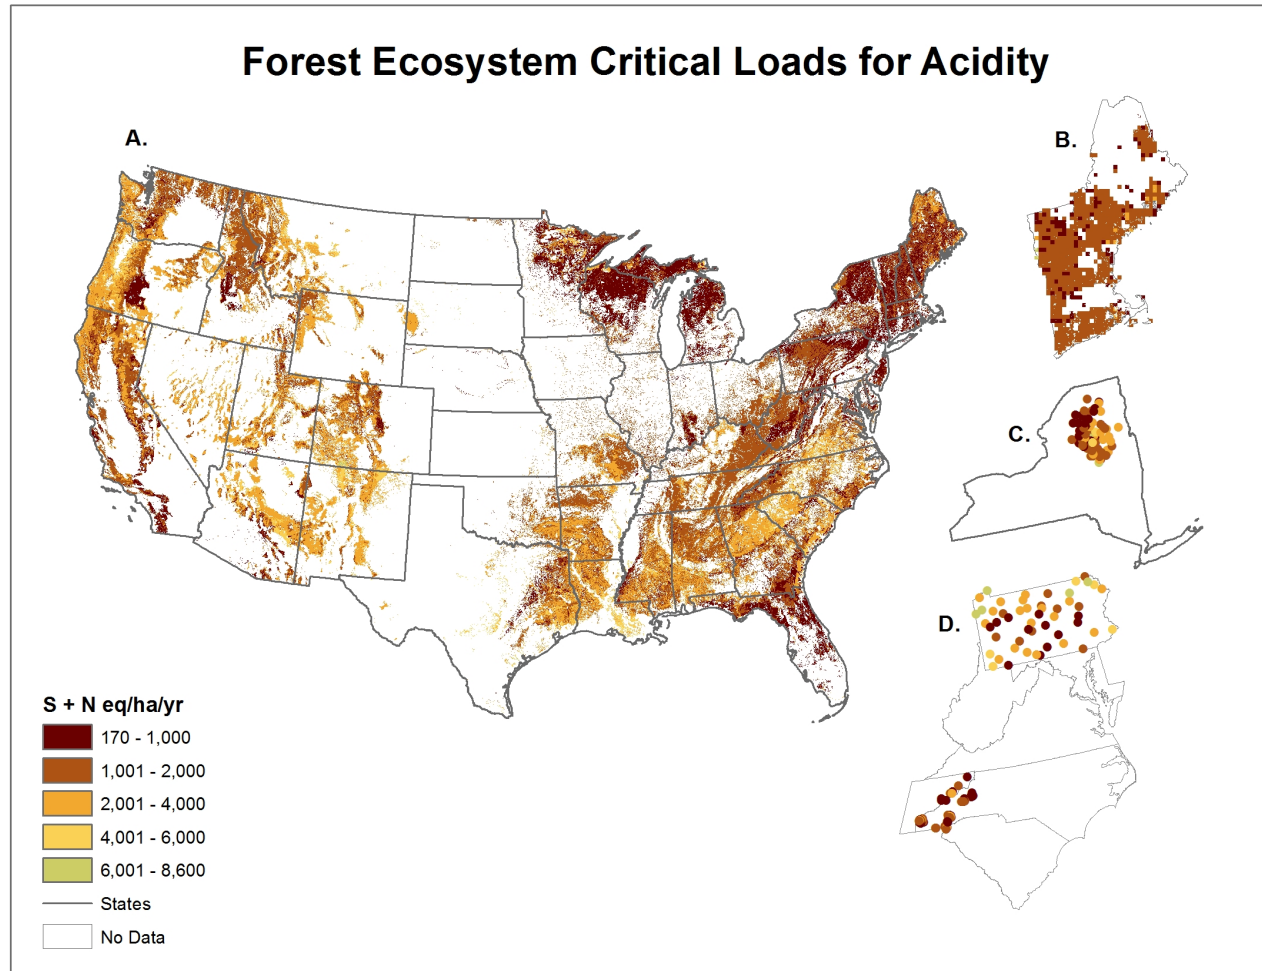 Forest Ecosystem Critical Loads for Acidity
A.
B.
C.
D.
S + N eq/ha/yr
170 - 1,000
1,001 - 2,000
2,001 - 4,000
4,001 - 6,000
6,001 - 8,600
States
No Data